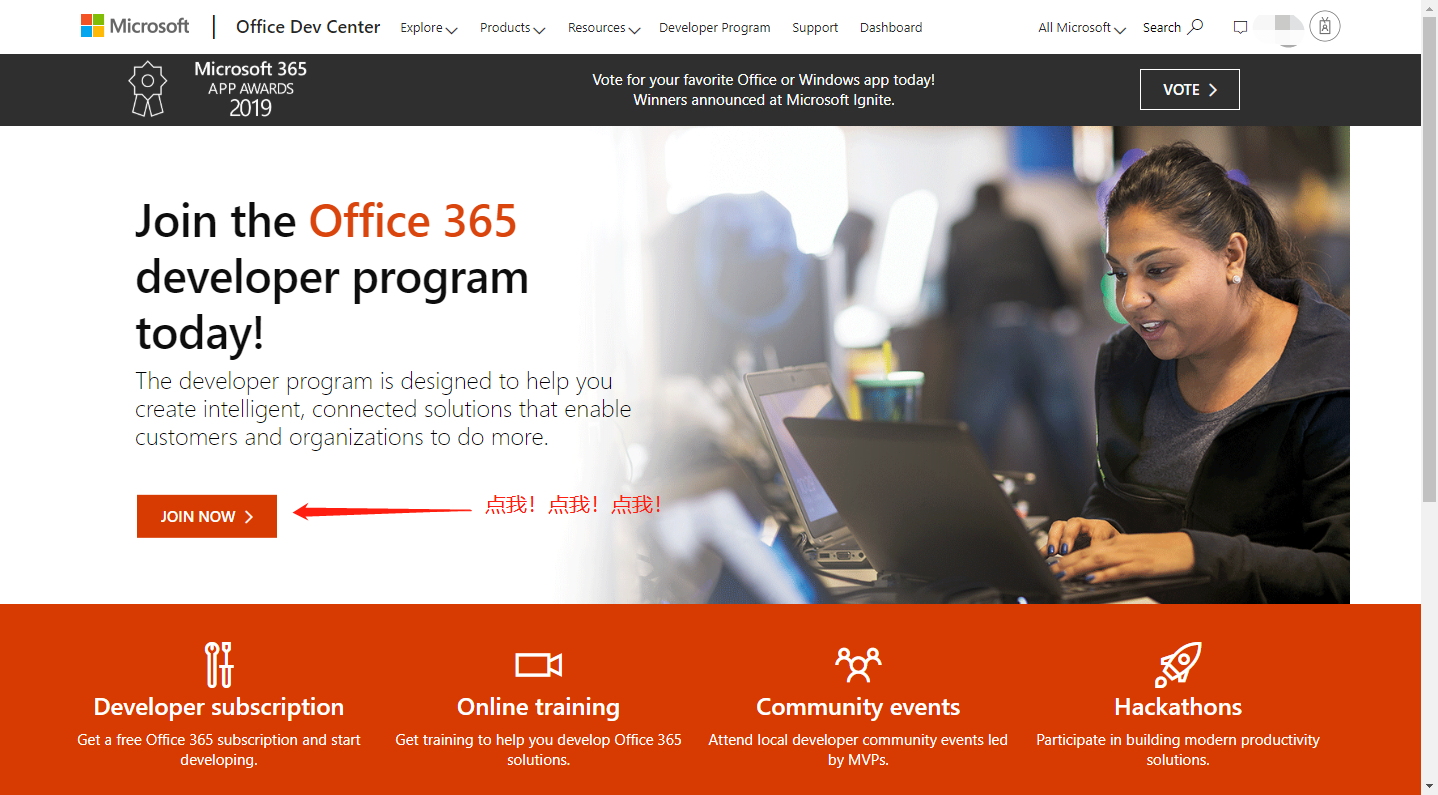 Microsoft
Office Dev Center
Explore
Products
Resources
Developer Program
Support
Dashboard
All Microsoft
Search
Microsoft 365
APP AWARDS
2019
Vote for your favorite Office or Windows app today!
Winners announced at Microsoft Ignite.
VOTE
Join the Office 365
developer program
today!
The developer program is designed to help you
create intelligent, connected solutions that enable
customers and organizations to do more.
JOIN NOW
点我！点我！点我！
Developer subscription
Get a free Office 365 subscription and start
developing.
Online training
Get training to help you develop Office 365
solutions.
Community events
Attend local developer community events led
by MVPs.
Hackathons
Participate in building modern productivity
solutions.